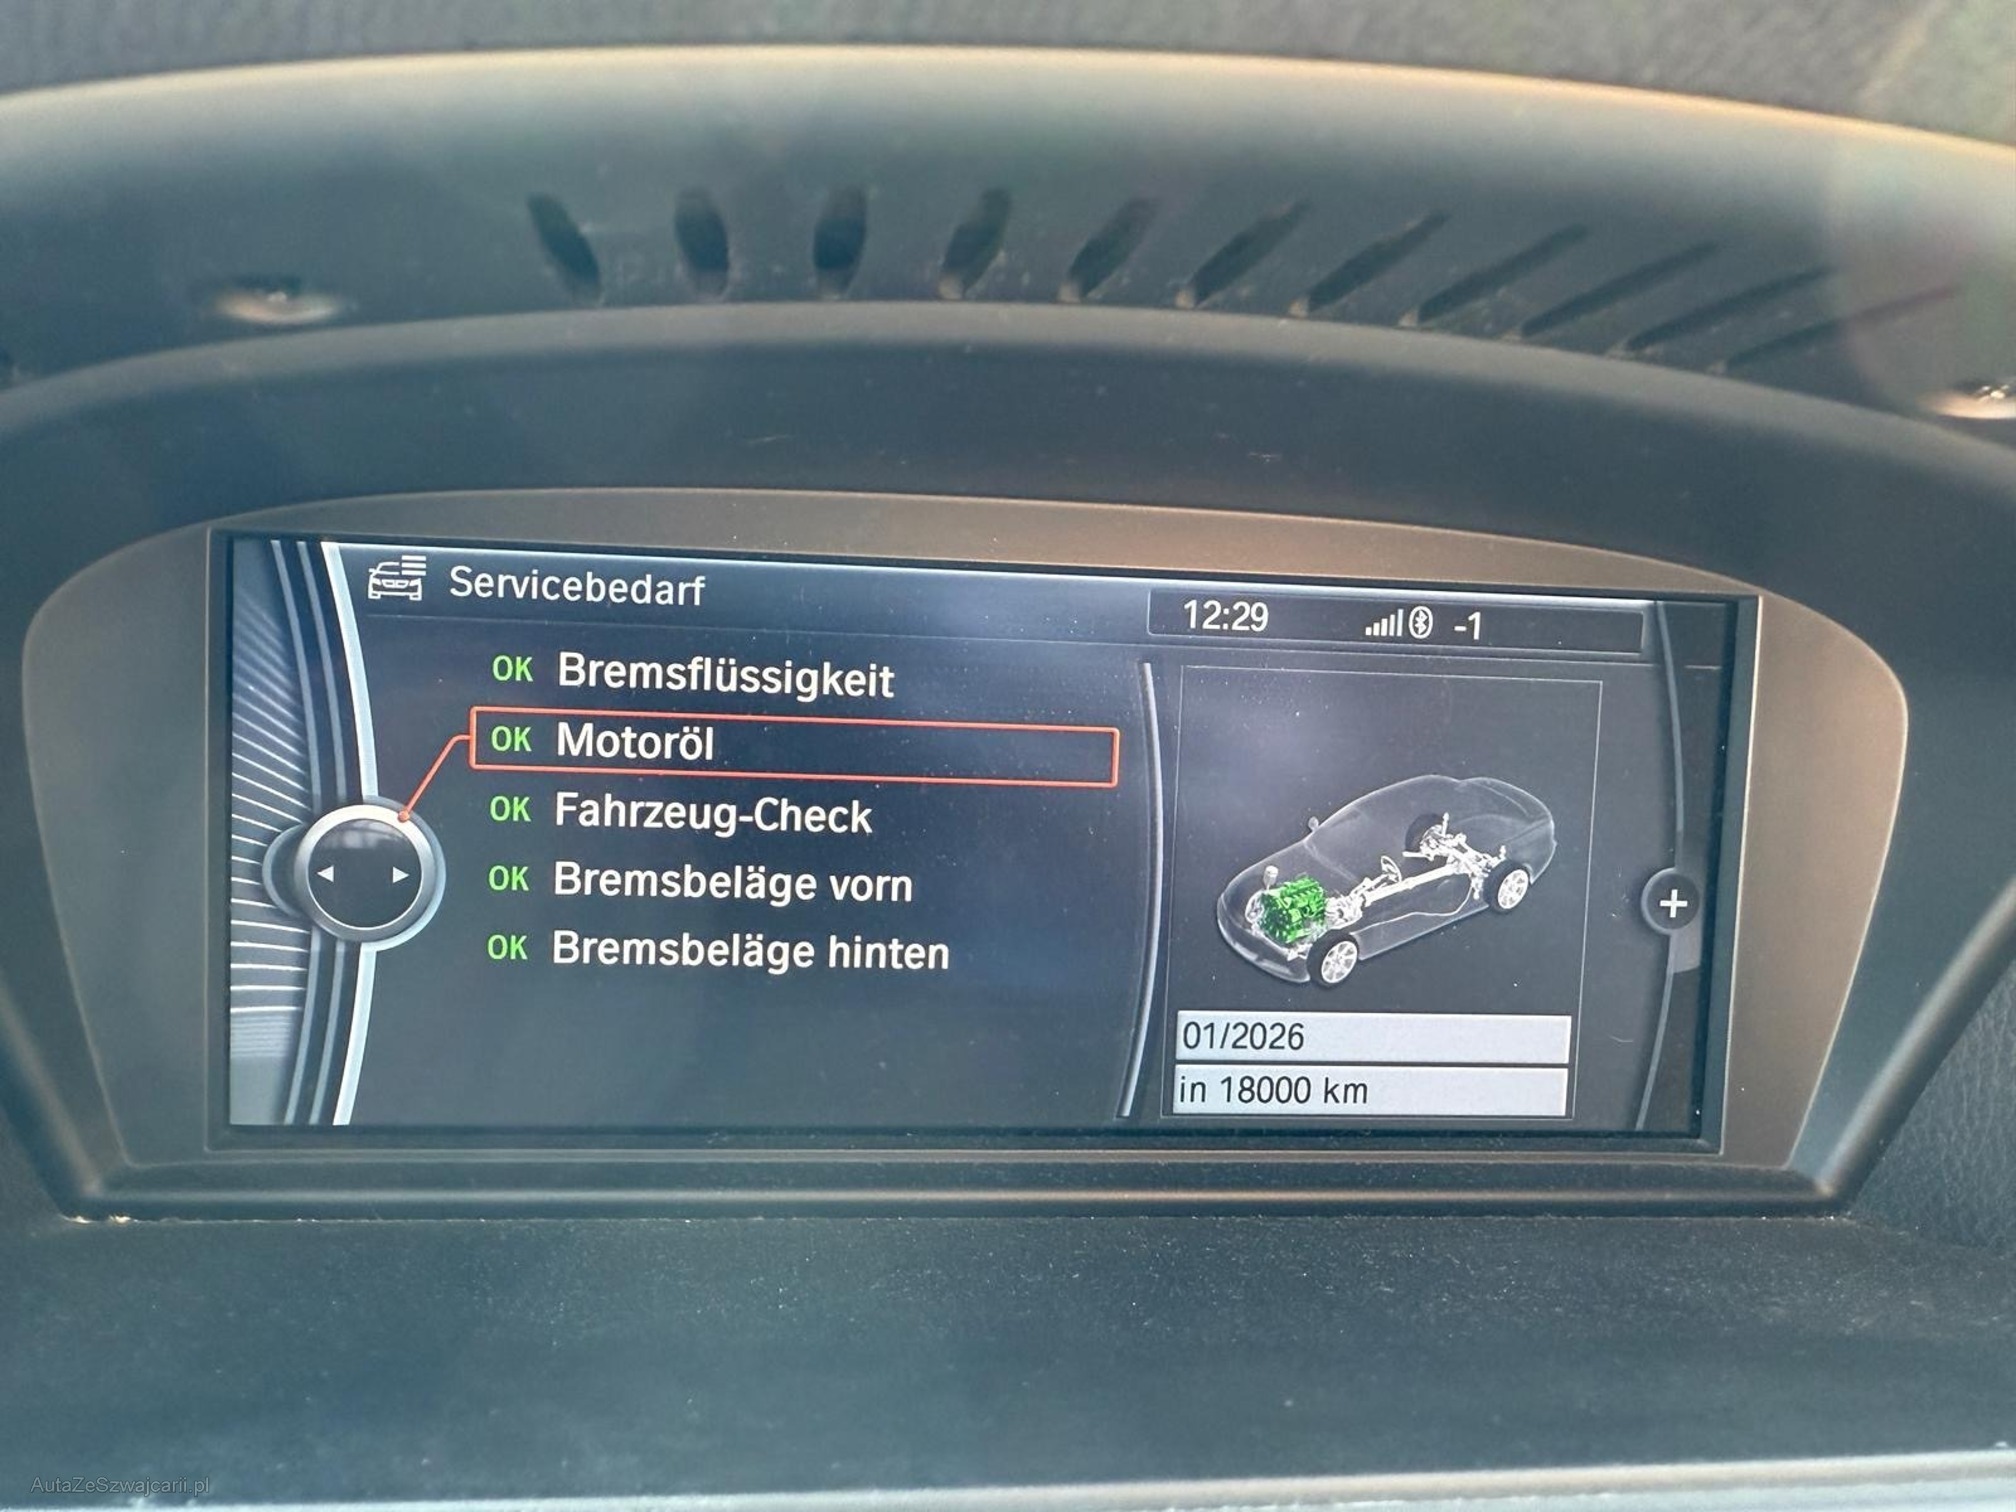 Servicebedarf
12:29 -1
OK Bremsflüssigkeit
OK Motoröl
OK Fahrzeug-Check
OK Bremsbeläge vorn
OK Bremsbeläge hinten
01/2026
in 18000 km
AutaZeSzwajcarii.pl